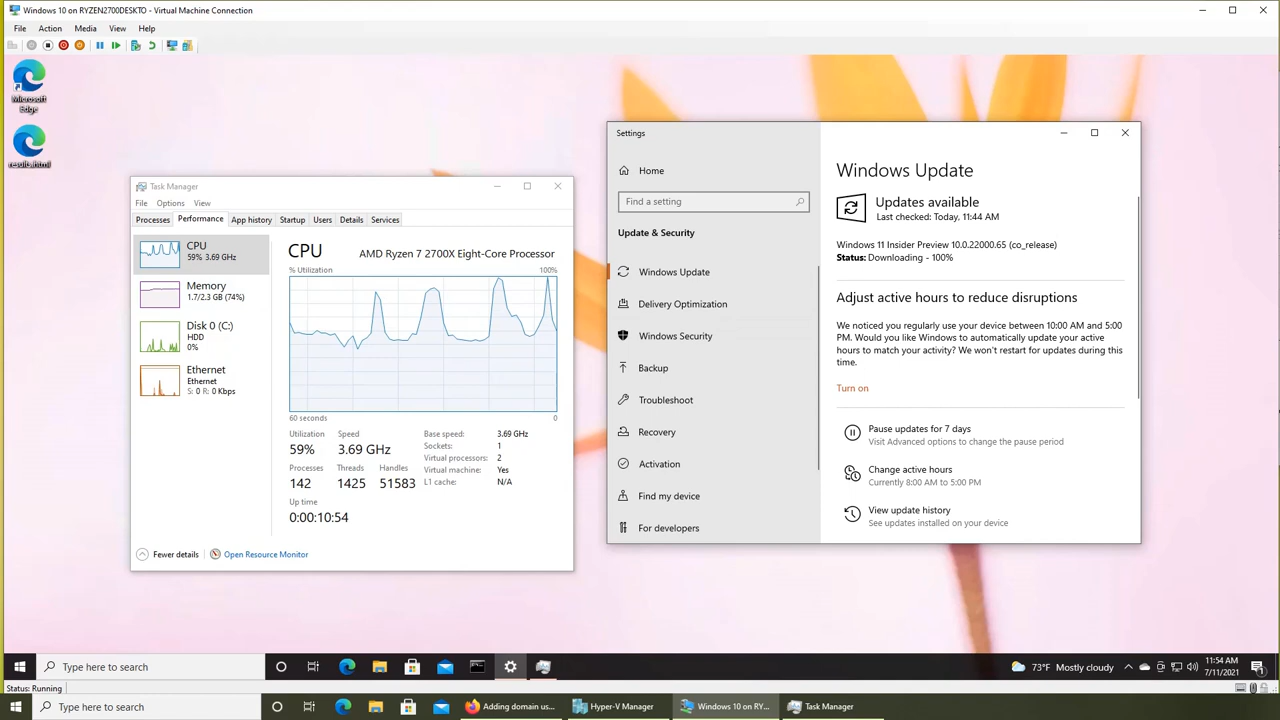 Windows 10 on RYZEN2700DESKTO - Virtual Machine Connection
File Action Media View Help
Microsoft
Edge
results.html
Task Manager
File Options View
Processes Performance App history Startup Users Details Services
CPU
59% 3.69 GHz
Memory
1.7/2.3 GB (74%)
Disk 0 (C:)
HDD
0%
Ethernet
Ethernet
S: 0 R: 0 Kbps
CPU AMD Ryzen 7 2700X Eight-Core Processor
% Utilization 100%
60 seconds 0
Utilization Speed
59% 3.69 GHz
Processes Threads Handles
142 1425 51583
Up time
0:00:10:54
Base speed: 3.69 GHz
Sockets: 1
Virtual processors: 2
Virtual machine: Yes
L1 cache: N/A
Fewer details Open Resource Monitor
Settings
Home
Find a setting
Update & Security
Windows Update
Delivery Optimization
Windows Security
Backup
Troubleshoot
Recovery
Activation
Find my device
For developers
Windows Update
Updates available
Last checked: Today, 11:44 AM
Windows 11 Insider Preview 10.0.22000.65 (co_release)
Status: Downloading - 100%
Adjust active hours to reduce disruptions
We noticed you regularly use your device between 10:00 AM and 5:00
PM. Would you like Windows to automatically update your active
hours to match your activity? We won't restart for updates during this
time.
Turn on
Pause updates for 7 days
Visit Advanced options to change the pause period
Change active hours
Currently 8:00 AM to 5:00 PM
View update history
See updates installed on your device
Type here to search
73°F Mostly cloudy
11:54 AM
7/11/2021
1
Status: Running
Type here to search
Adding domain us...
Hyper-V Manager
Windows 10 on RY...
Task Manager